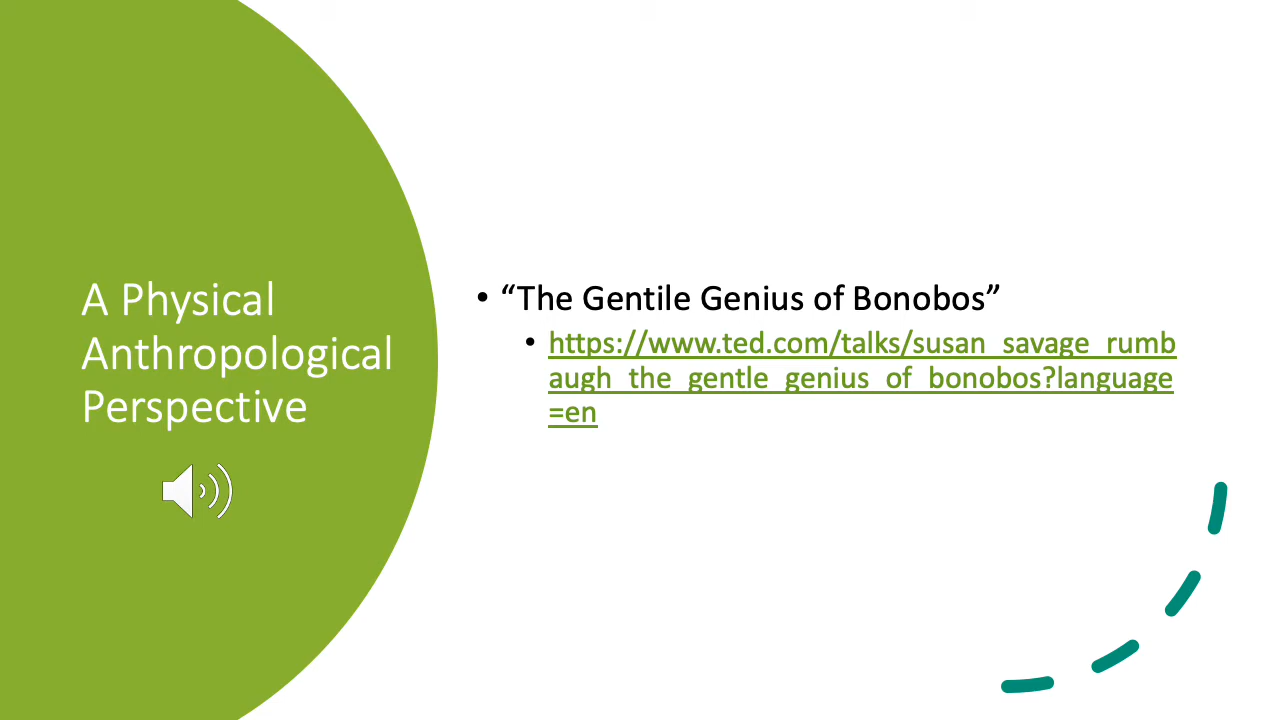 A Physical
Anthropological
Perspective
• “The Gentile Genius of Bonobos”
• https://www.ted.com/talks/susan_savage_rumb
augh_the_gentle_genius_of_bonobos?language
=en